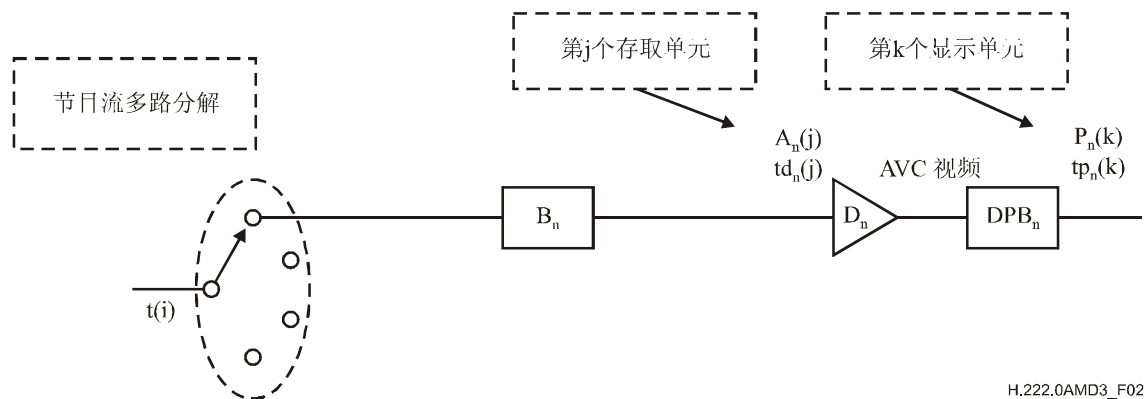 第j个存取单元
第k个显示单元
节目流多路分解
Aₙ(j)
tdₙ(j)
AVC 视频
Pₙ(k)
tpₙ(k)
Bₙ
Dₙ
DPBₙ
t(i)
H.222.0AMD3_F02